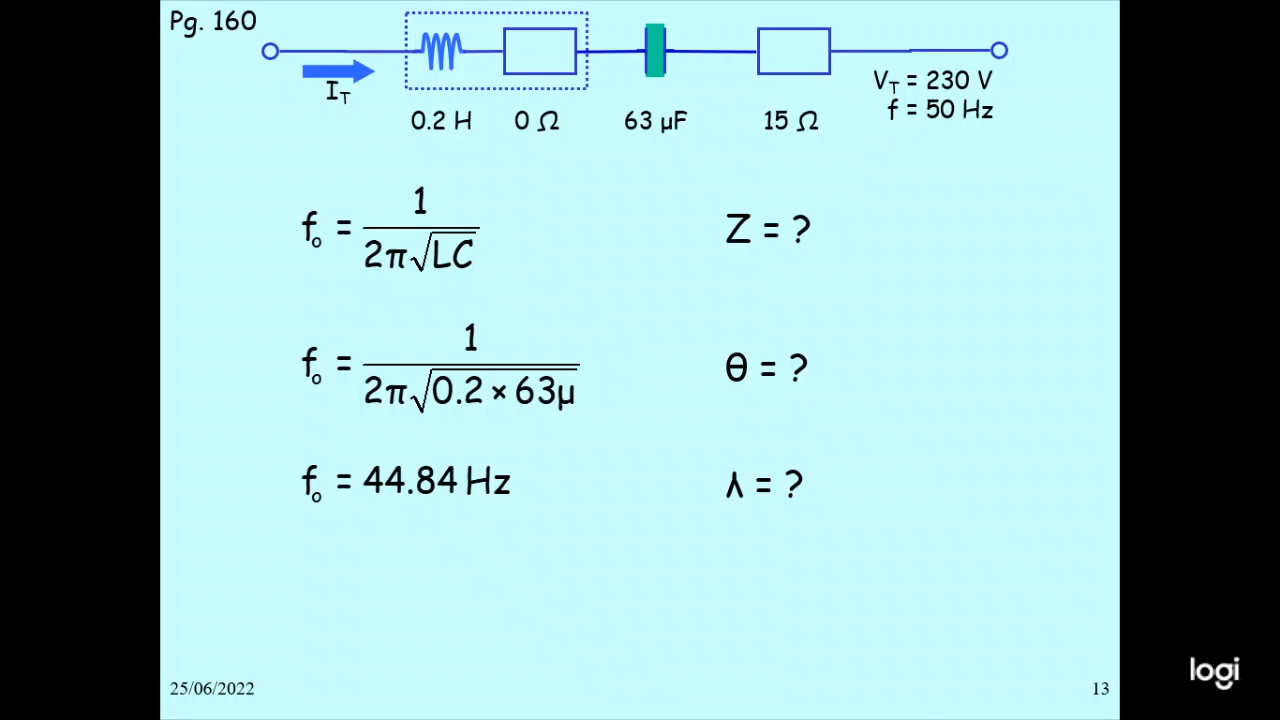 Pg. 160
I_T
V_T = 230 V
f = 50 Hz
0.2 H 0 Ω 63 µF 15 Ω
f_o = 1 / (2π√LC)
Z = ?
f_o = 1 / (2π√0.2 × 63µ)
θ = ?
f_o = 44.84 Hz
⅄ = ?
25/06/2022
13
logi